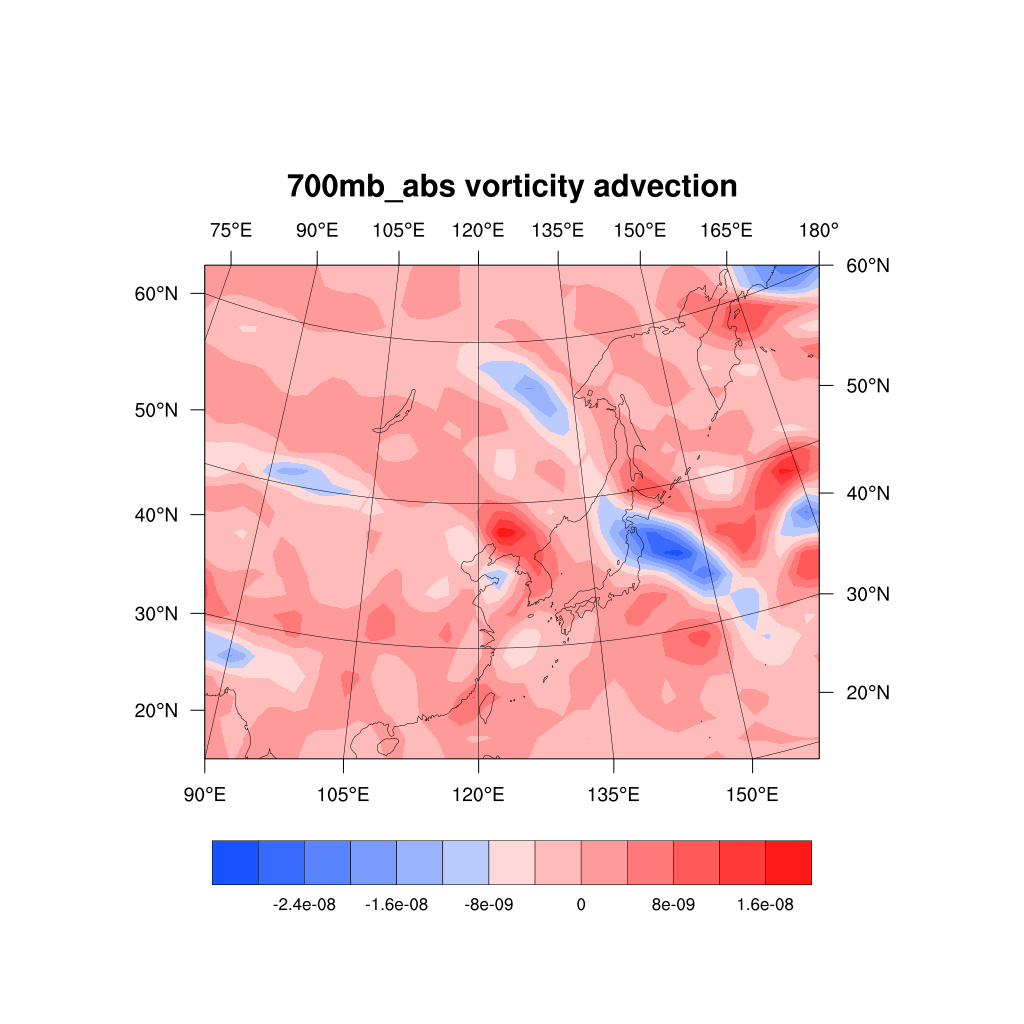 700mb_abs vorticity advection
75°E 90°E 105°E 120°E 135°E 150°E 165°E 180°
60°N 60°N
50°N 50°N
40°N 40°N
30°N 30°N
20°N 20°N
90°E 105°E 120°E 135°E 150°E
-2.4e-08 -1.6e-08 -8e-09 0 8e-09 1.6e-08